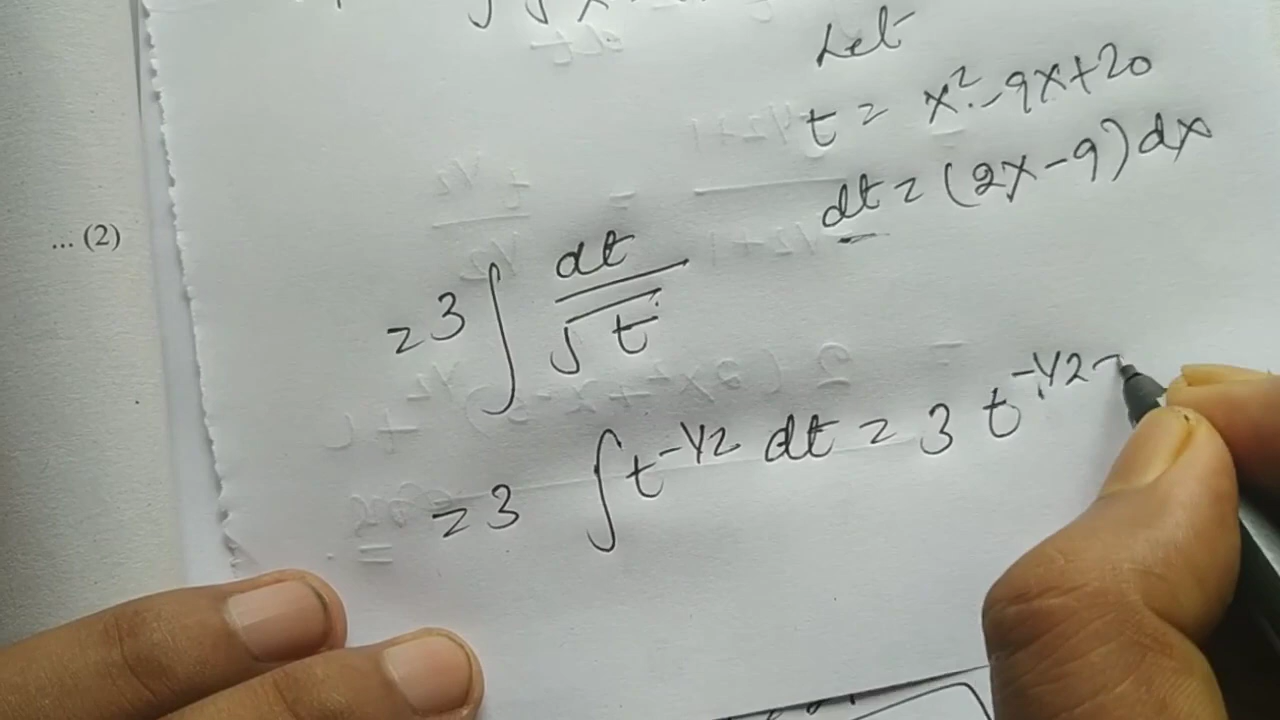 Let
t = x² - 9x + 20
dt = (2x - 9) dx
... (2)
= 3 ∫ dt / √t
= 3 ∫ t^(-1/2) dt = 3 t^(-1/2